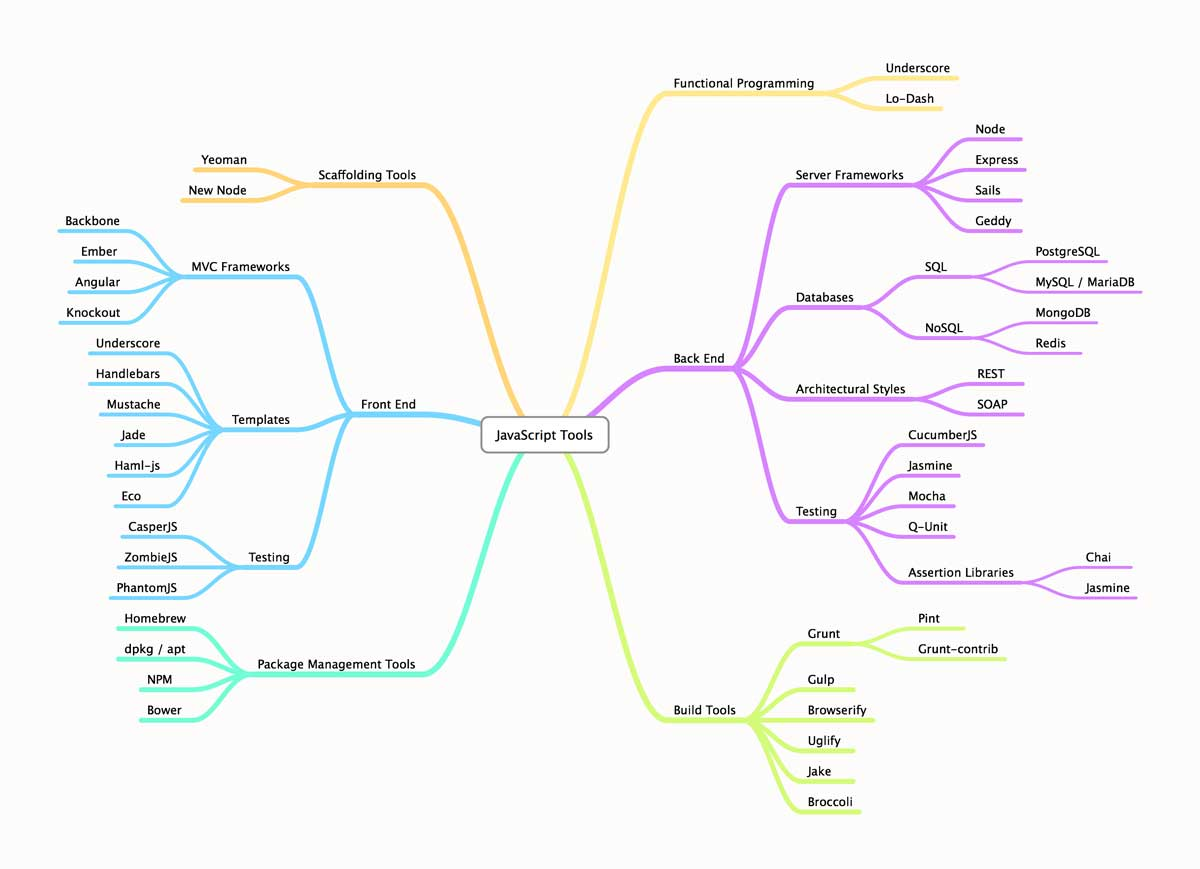 JavaScript Tools
Functional Programming
Underscore
Lo-Dash
Back End
Server Frameworks
Node
Express
Sails
Geddy
Databases
SQL
PostgreSQL
MySQL / MariaDB
NoSQL
MongoDB
Redis
Architectural Styles
REST
SOAP
Testing
CucumberJS
Jasmine
Mocha
Q-Unit
Assertion Libraries
Chai
Jasmine
Build Tools
Grunt
Pint
Grunt-contrib
Gulp
Browserify
Uglify
Jake
Broccoli
Scaffolding Tools
Yeoman
New Node
Front End
MVC Frameworks
Backbone
Ember
Angular
Knockout
Templates
Underscore
Handlebars
Mustache
Jade
Haml-js
Eco
Testing
CasperJS
ZombieJS
PhantomJS
Package Management Tools
Homebrew
dpkg / apt
NPM
Bower